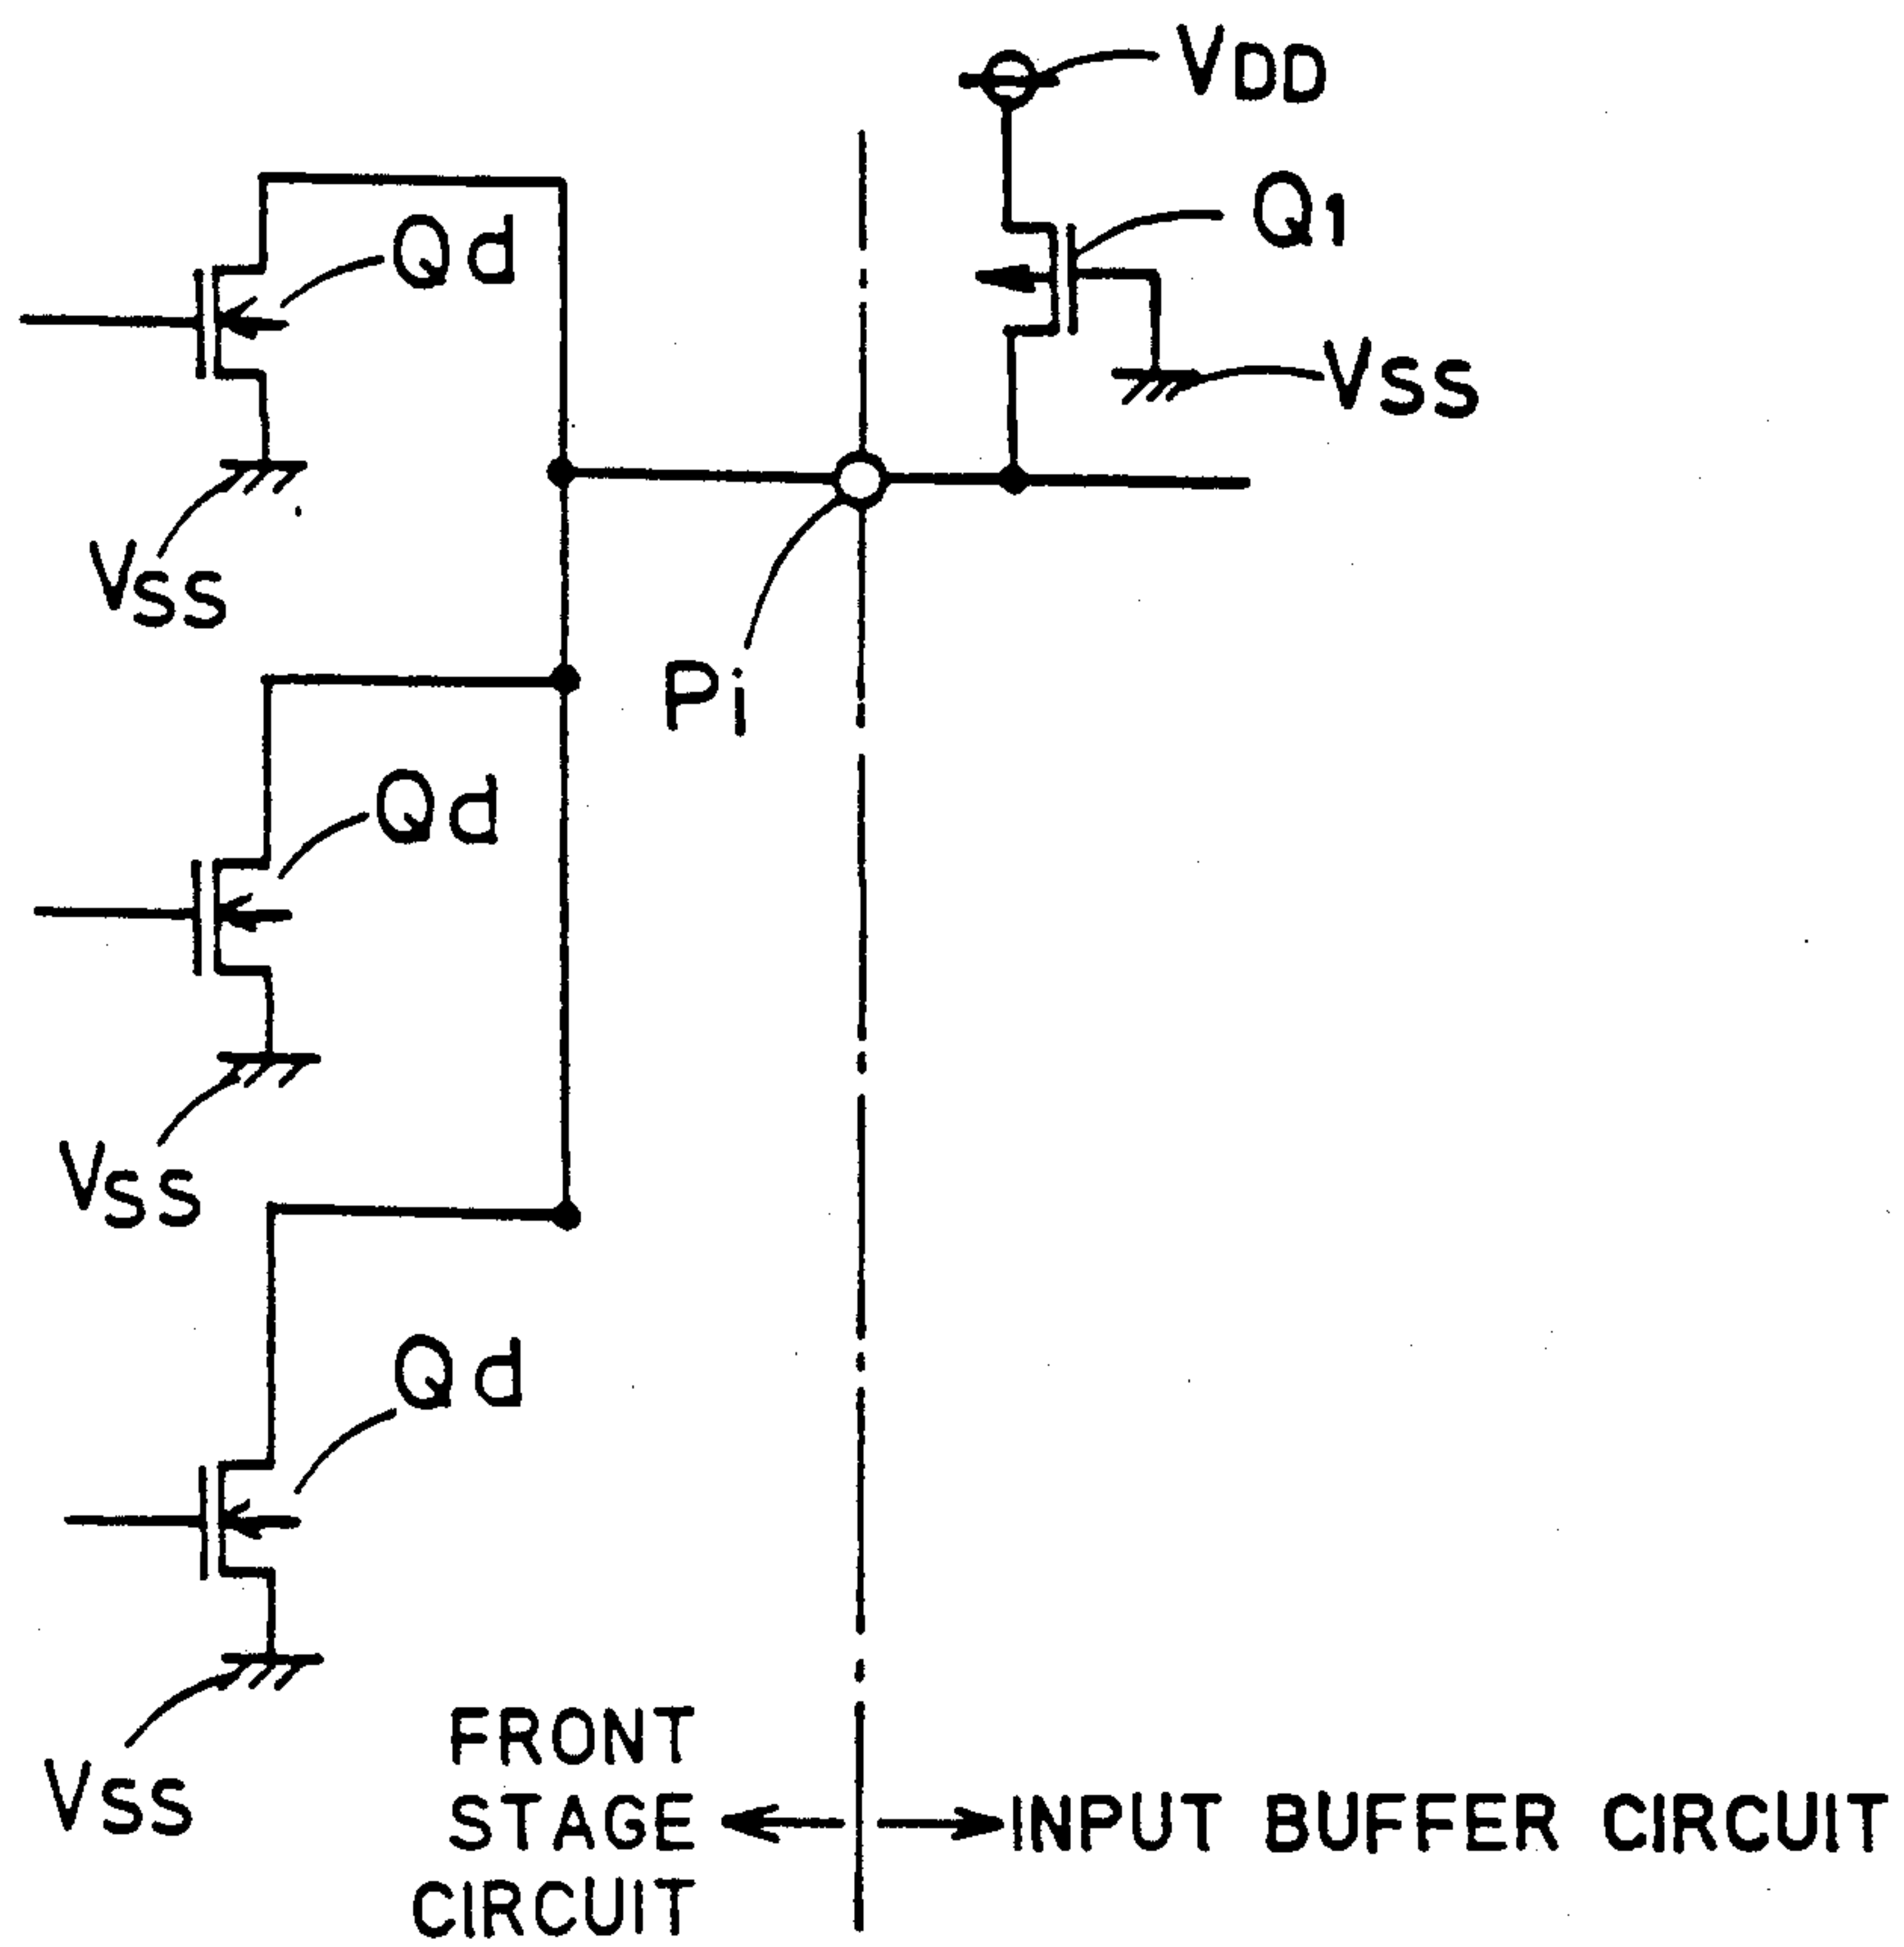 VDD
Q1
Qd
VSS
VSS
Pi
Qd
VSS
Qd
VSS
FRONT
STAGE
CIRCUIT
INPUT BUFFER CIRCUIT